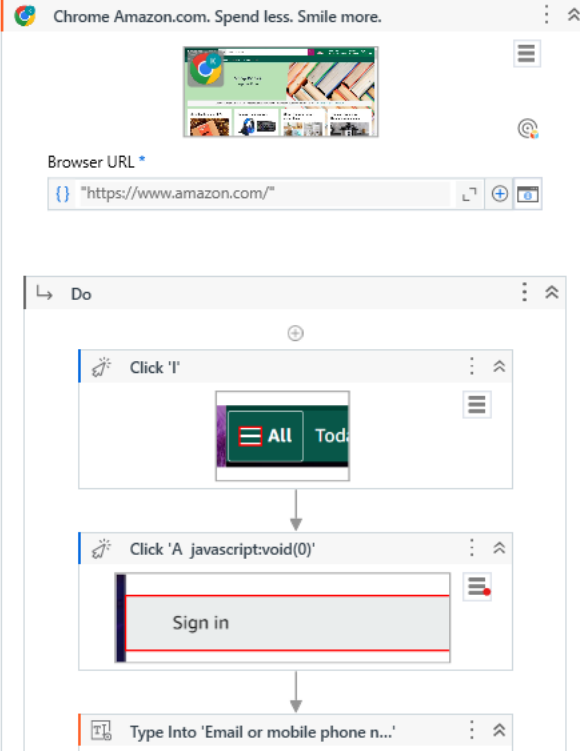 Chrome Amazon.com. Spend less. Smile more.
Browser URL *
{} "https://www.amazon.com/"
Do
Click 'I'
All Toda
Click 'A javascript:void(0)'
Sign in
Type Into 'Email or mobile phone n...'